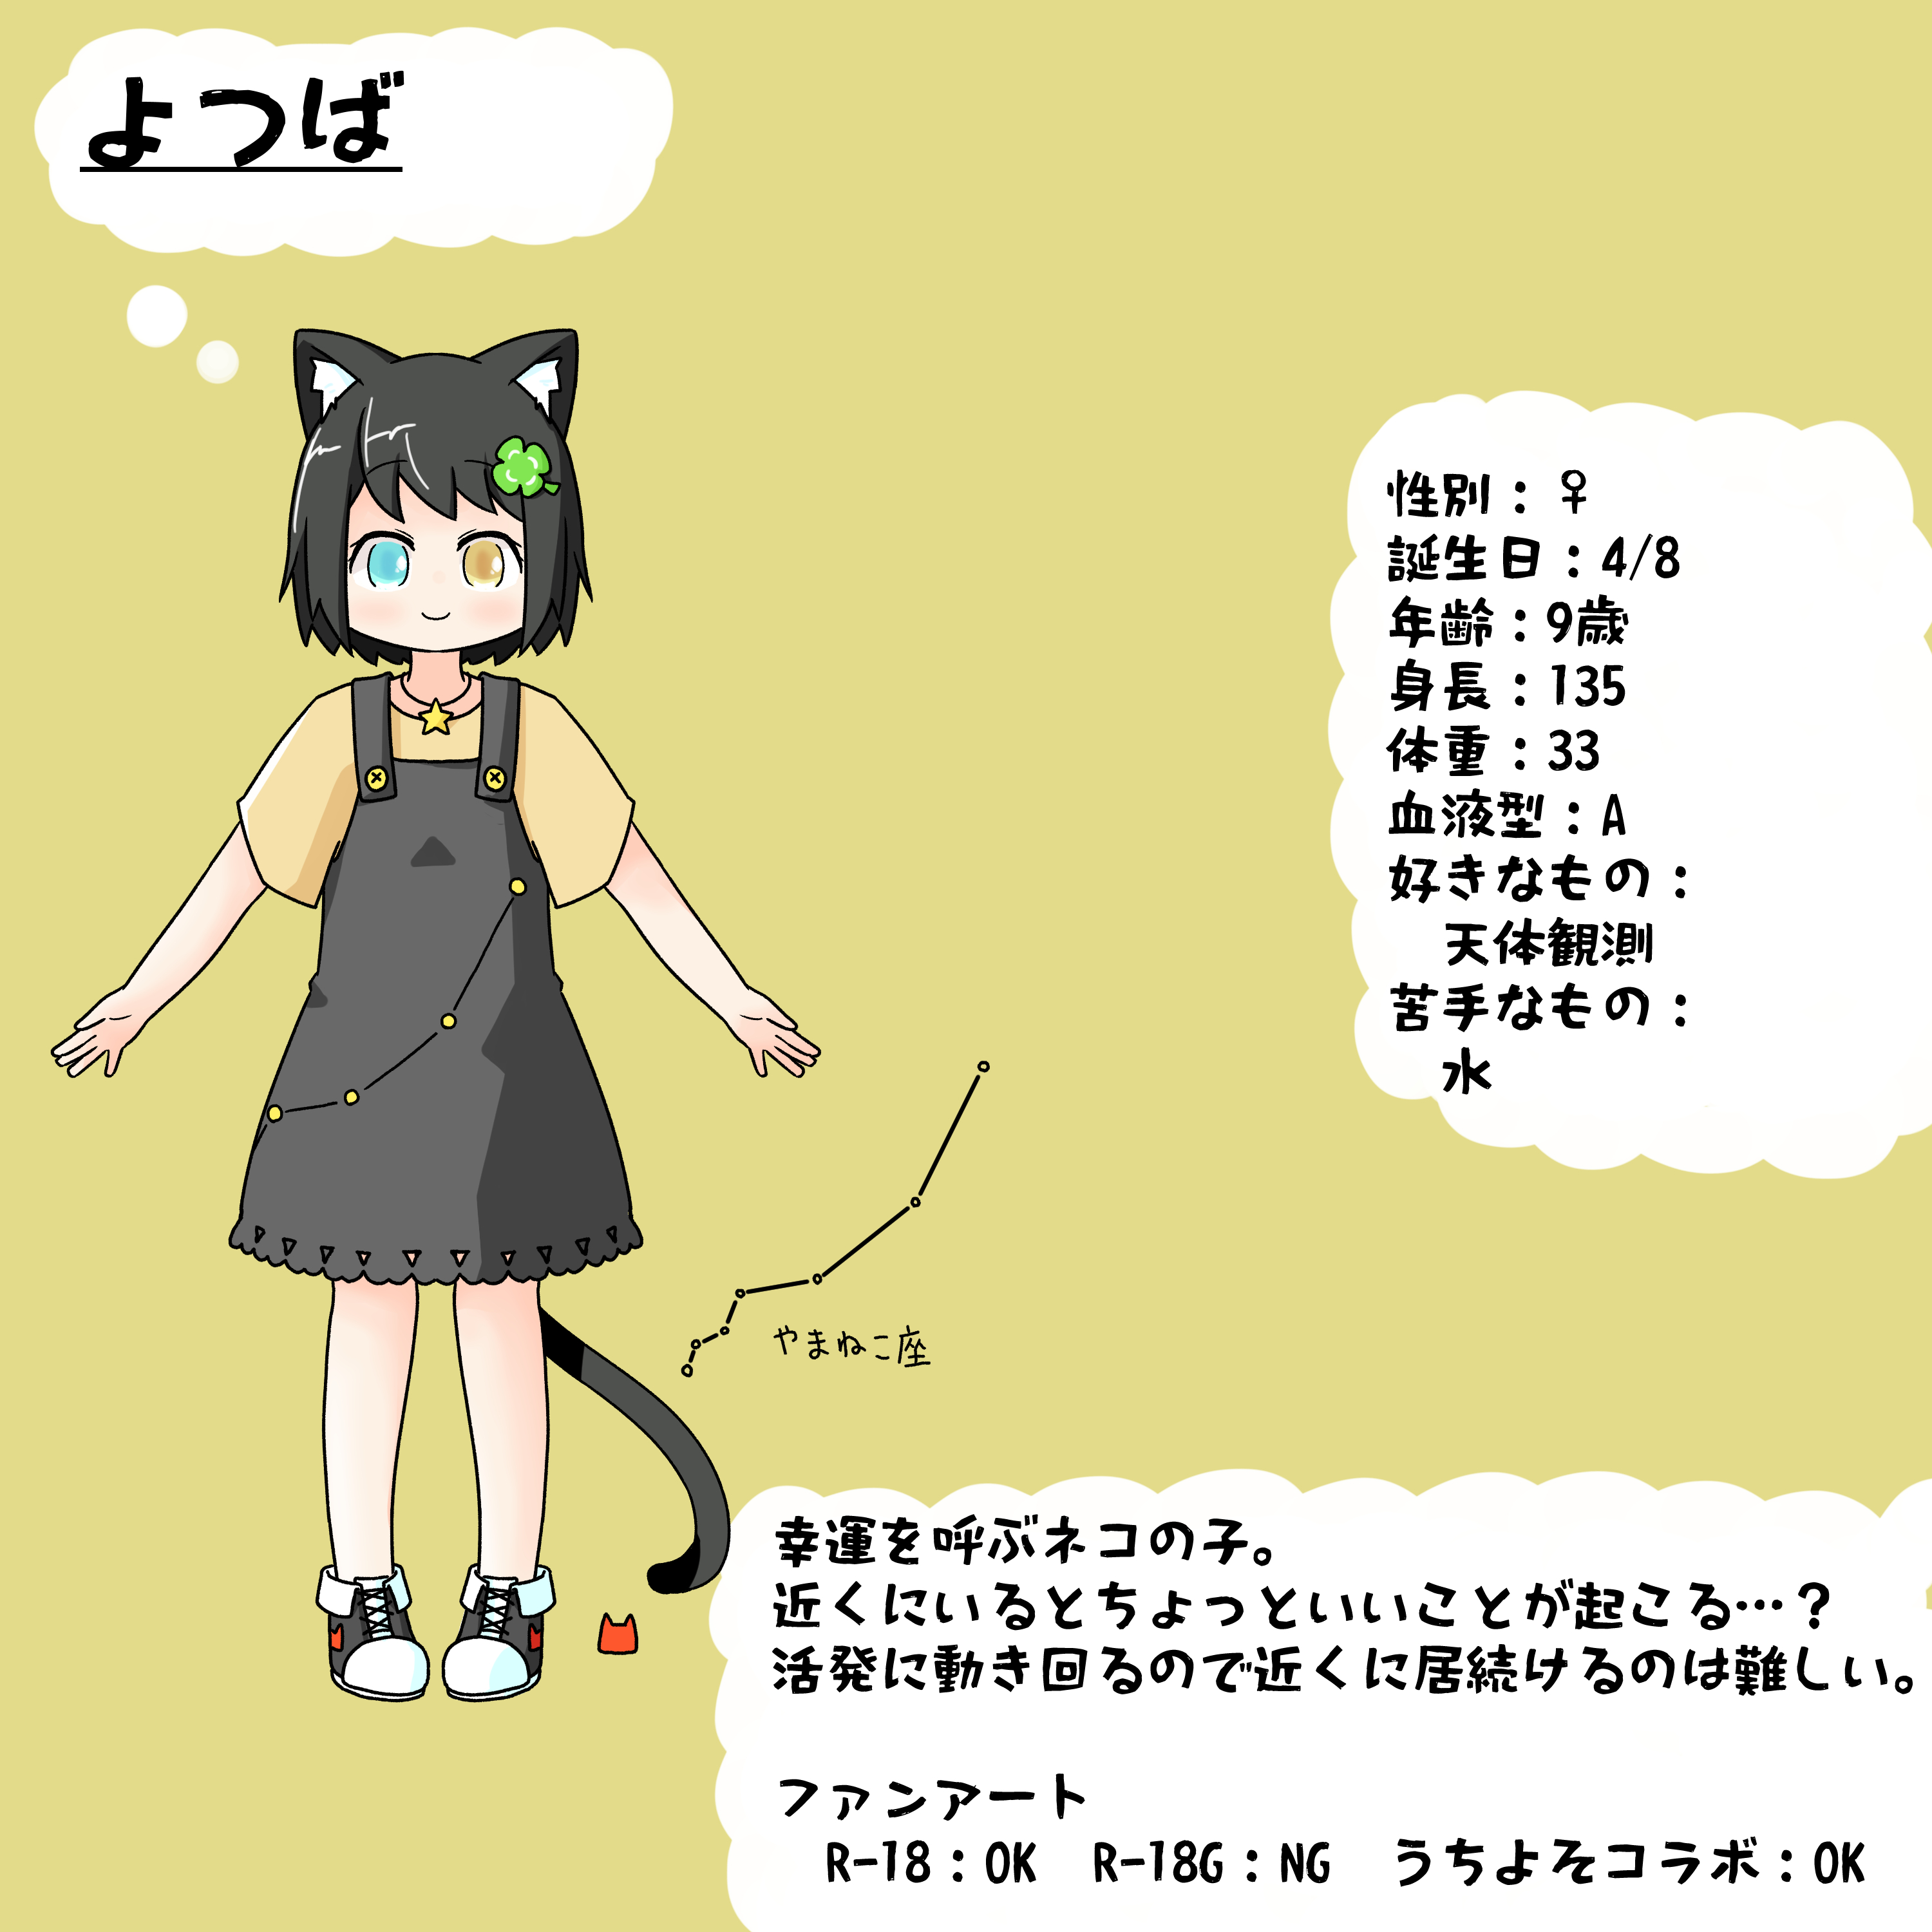 よつば
性別：♀
誕生日：4/8
年齢：9歳
身長：135
体重：33
血液型：A
好きなもの：
天体観測
苦手なもの：
水
やまねこ座
幸運を呼ぶネコの子。
近くにいるとちょっといいことが起こる…？
活発に動き回るので近くに居続けるのは難しい。
ファンアート
R-18：OK　R-18G：NG　うちよそコラボ：OK